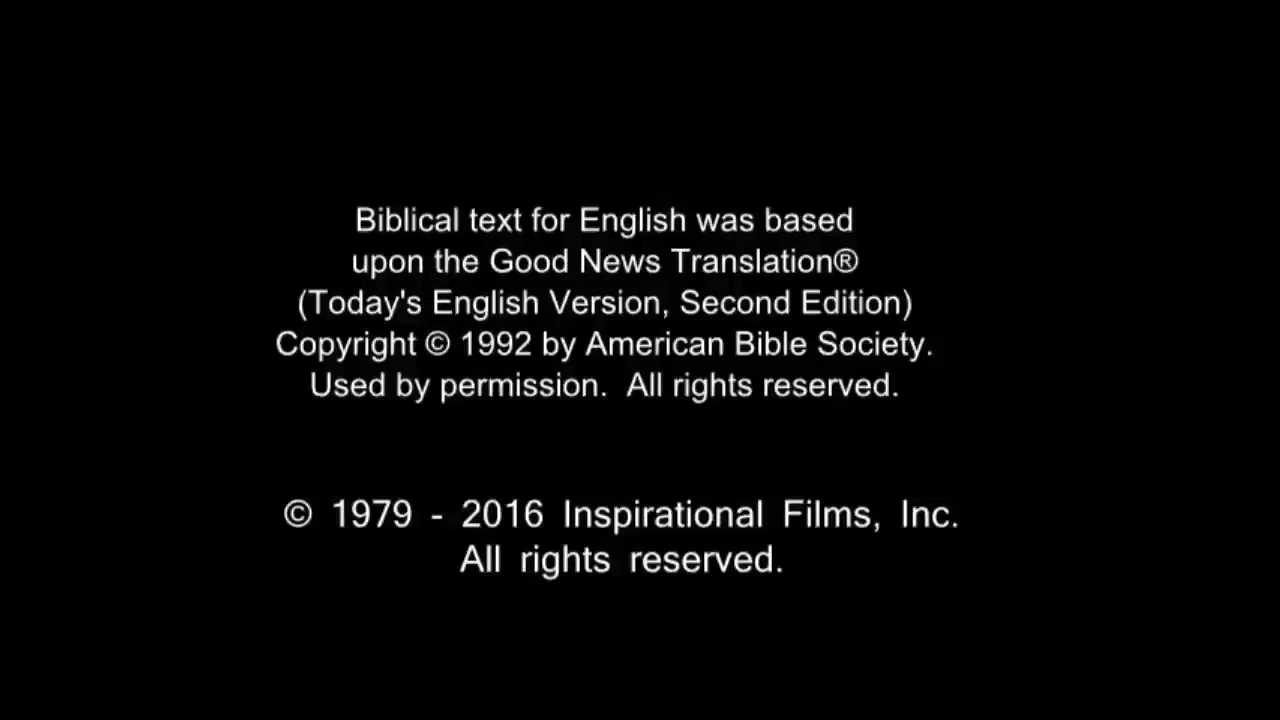 Biblical text for English was based
upon the Good News Translation®
(Today's English Version, Second Edition)
Copyright © 1992 by American Bible Society.
Used by permission.  All rights reserved.
© 1979 - 2016 Inspirational Films, Inc.
All rights reserved.